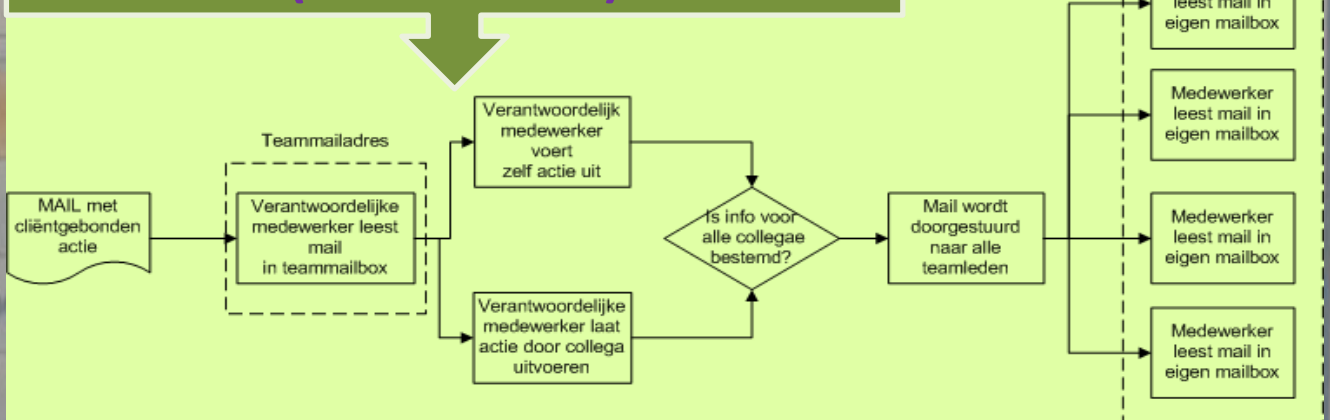 leest mail in
eigen mailbox
Medewerker
leest mail in
eigen mailbox
Verantwoordelijk
medewerker
voert
zelf actie uit
Teammailadres
MAIL met
cliëntgebonden
actie
Verantwoordelijke
medewerker leest
mail
in teammailbox
Is info voor
alle collegae
bestemd?
Mail wordt
doorgestuurd
naar alle
teamleden
Medewerker
leest mail in
eigen mailbox
Verantwoordelijke
medewerker laat
actie door collega
uitvoeren
Medewerker
leest mail in
eigen mailbox